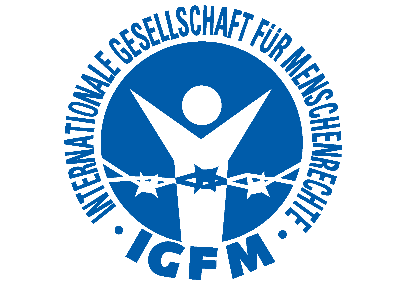 INTERNATIONALE GESELLSCHAFT FÜR MENSCHENRECHTE
· IGFM ·